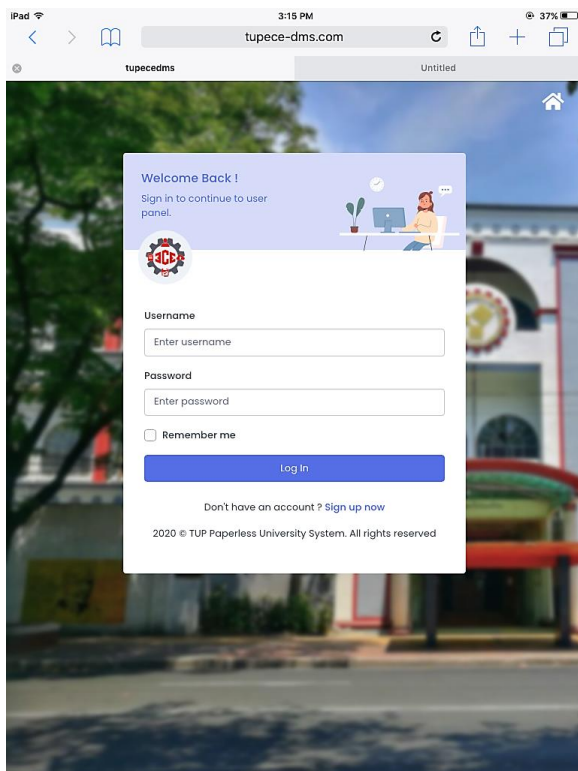 iPad 3:15 PM 37%
tupece-dms.com
tupecedms Untitled
Welcome Back !
Sign in to continue to user
panel.
Username
Enter username
Password
Enter password
Remember me
Log In
Don't have an account ? Sign up now
2020 © TUP Paperless University System. All rights reserved